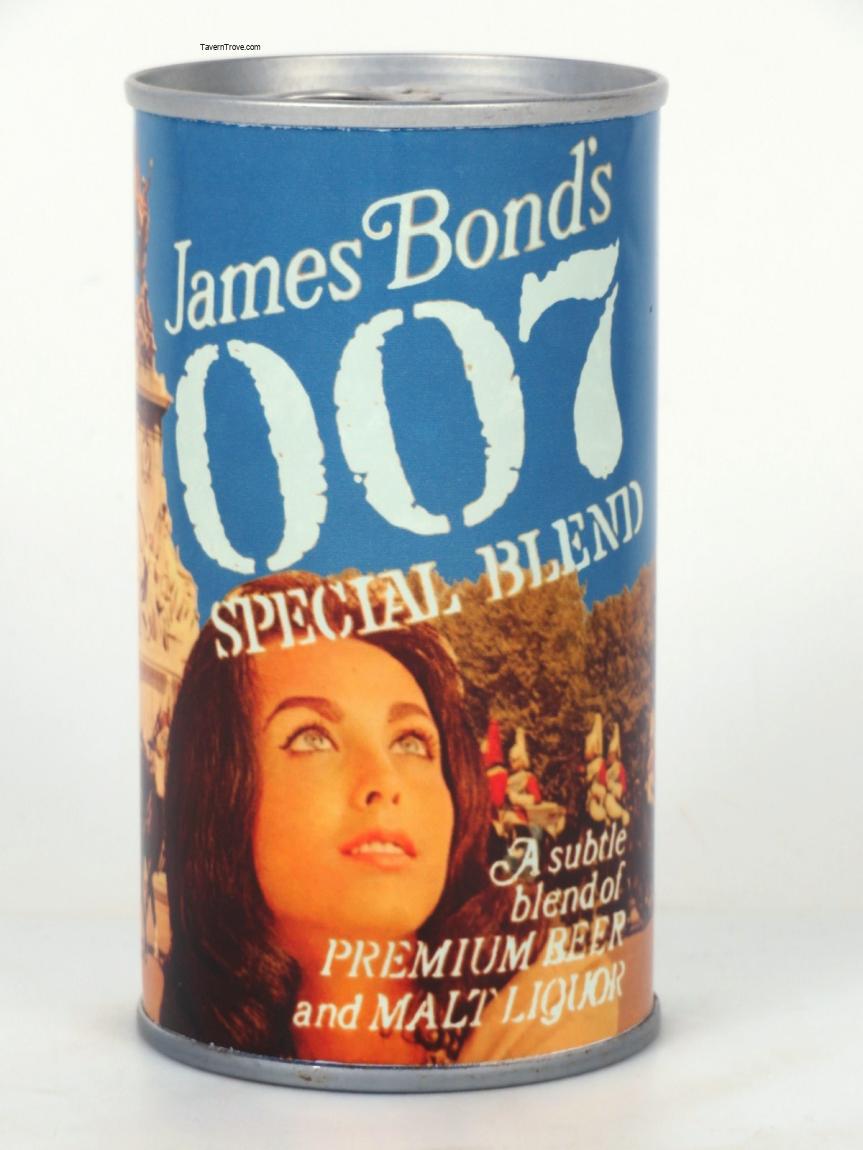 TavernTrove.com
James Bond's
007
SPECIAL BLEND
A subtle
blend of
PREMIUM BEER
and MALT LIQUOR